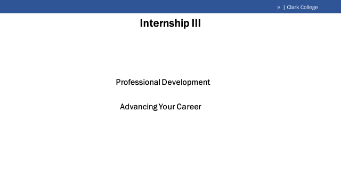 » | Clark College
Internship III
Professional Development
Advancing Your Career